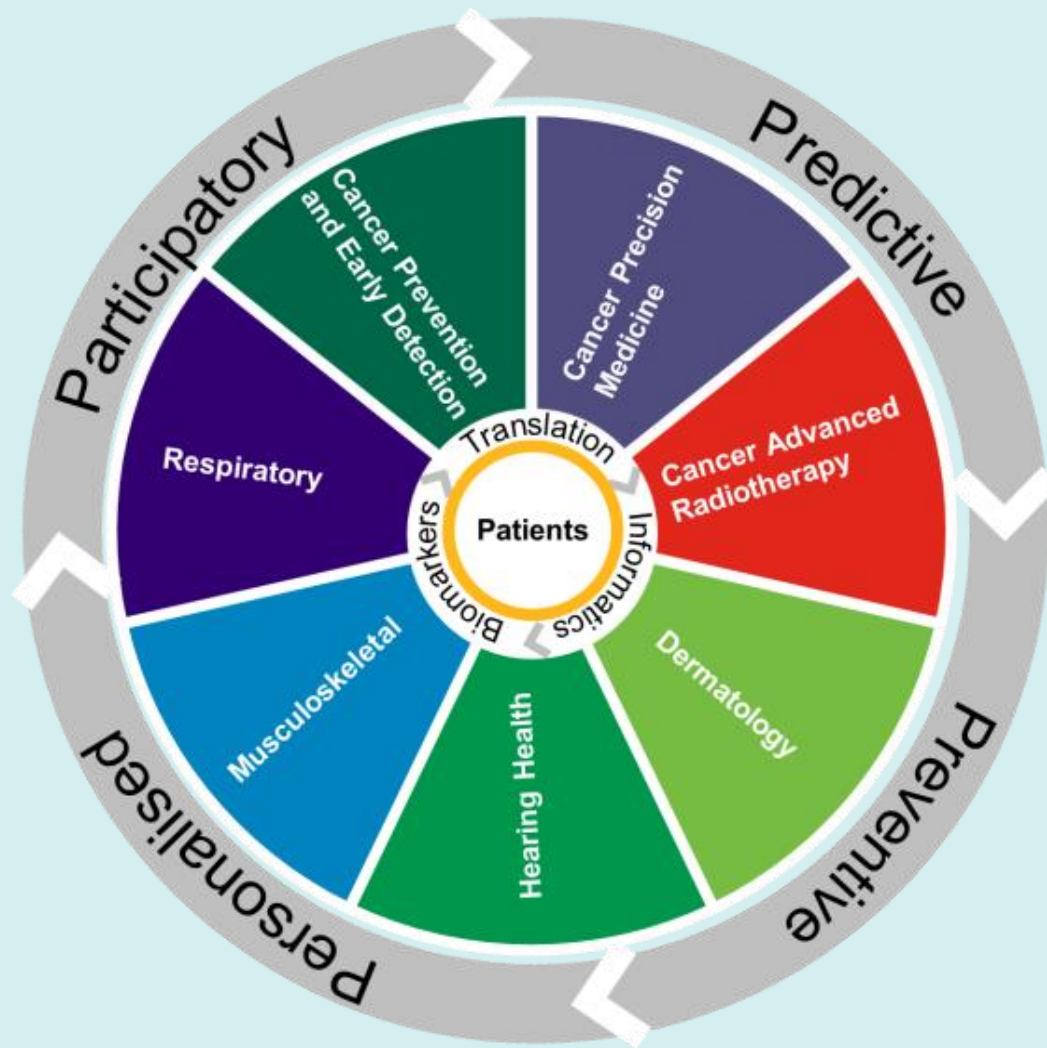 Participatory
Predictive
Preventive
Personalised
Cancer Prevention
and Early Detection
Cancer Precision
Medicine
Cancer Advanced
Radiotherapy
Dermatology
Hearing Health
Musculoskeletal
Respiratory
Translation
Informatics
Biomarkers
Patients